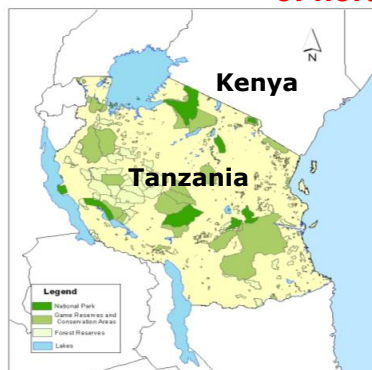 N
Kenya
Tanzania
Legend
National Park
Game Reserves and
Conservation Areas
Forest Reserves
Lakes